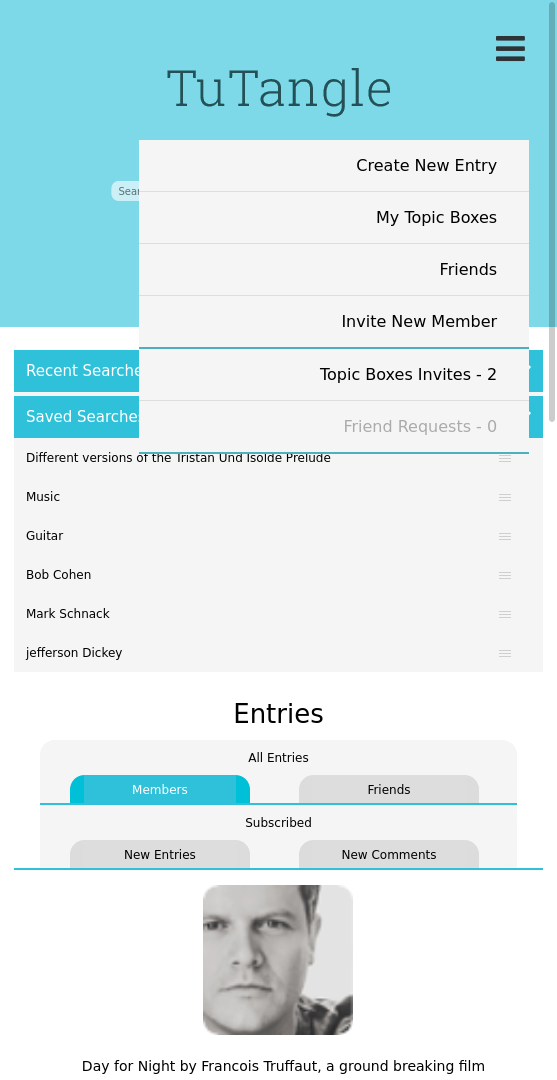 TuTangle
Create New Entry
My Topic Boxes
Friends
Invite New Member
Topic Boxes Invites - 2
Friend Requests - 0
Recent Searche
Saved Searches
Different versions of the Tristan Und Isolde Prelude
Music
Guitar
Bob Cohen
Mark Schnack
jefferson Dickey
Entries
All Entries
Members
Friends
Subscribed
New Entries
New Comments
Day for Night by Francois Truffaut, a ground breaking film